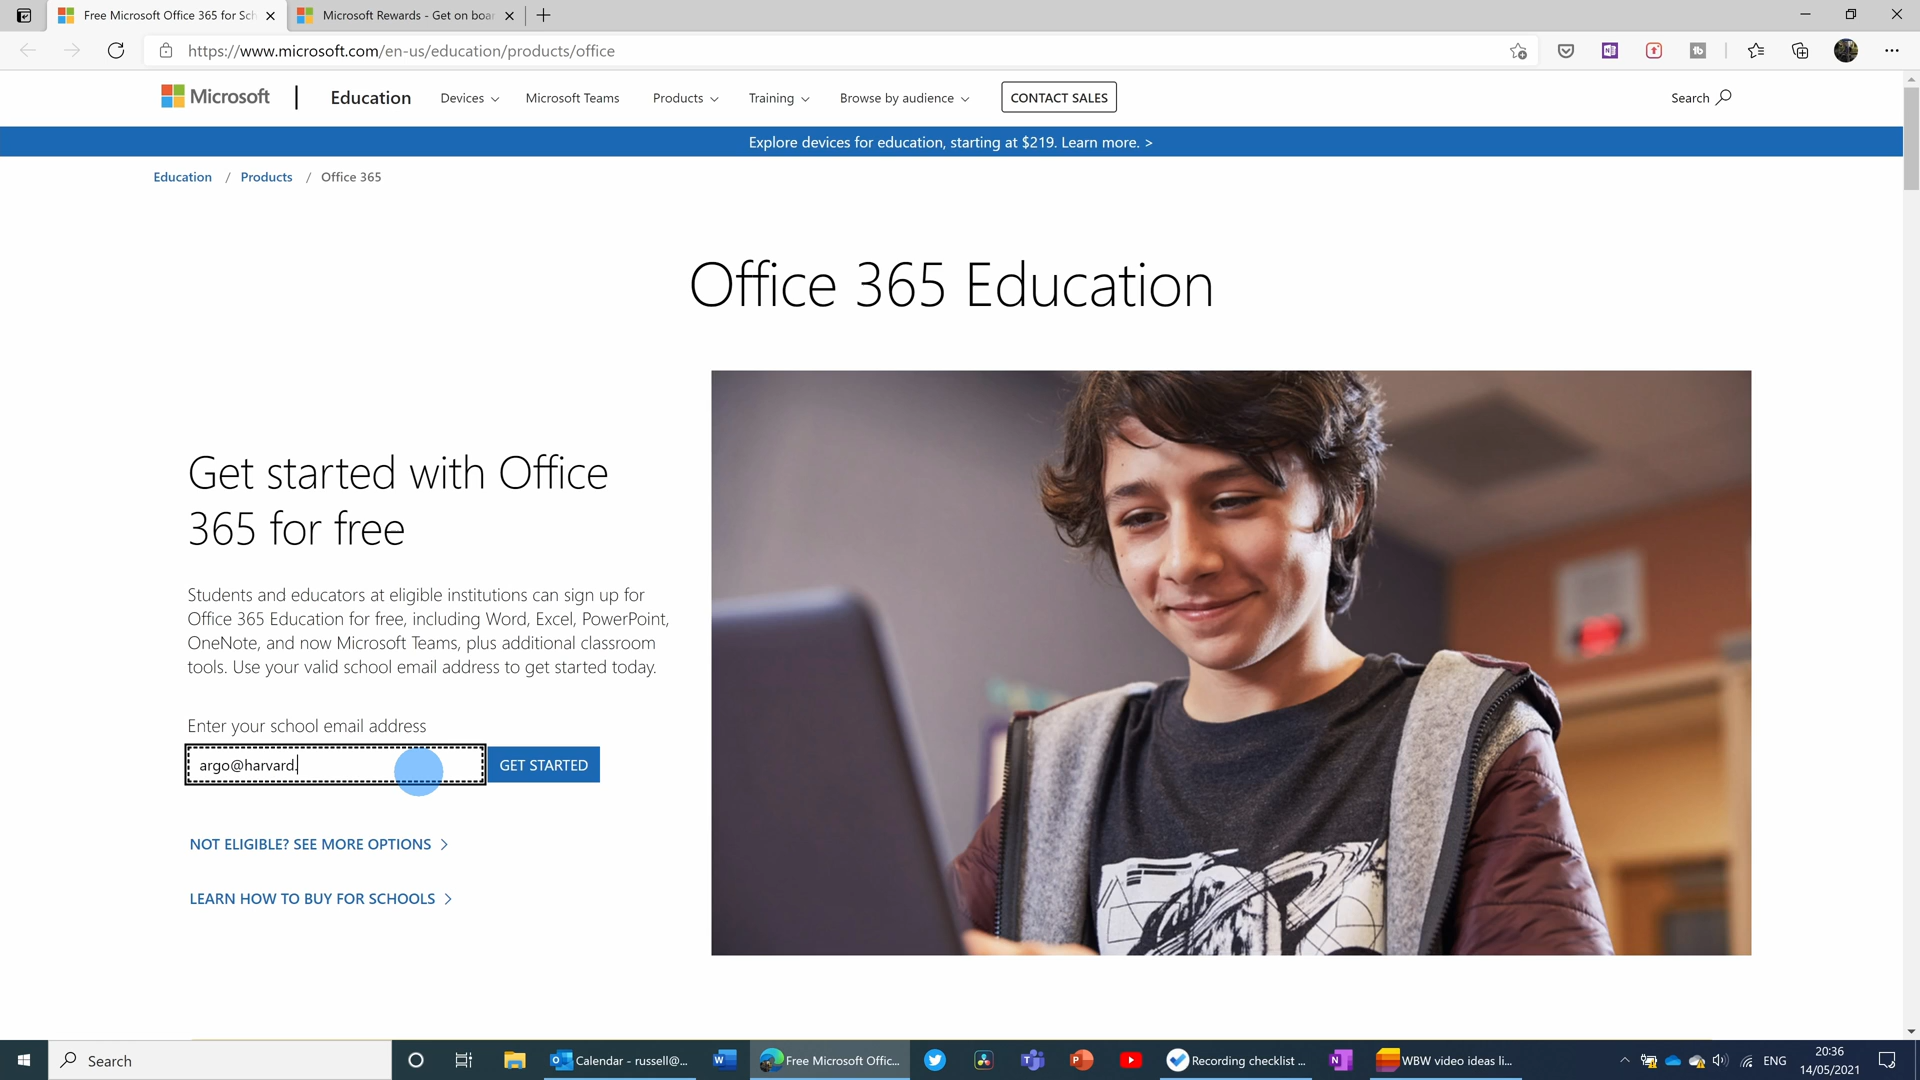 Free Microsoft Office 365 for Sch
Microsoft Rewards - Get on boar
https://www.microsoft.com/en-us/education/products/office
Microsoft
Education
Devices
Microsoft Teams
Products
Training
Browse by audience
CONTACT SALES
Search
Explore devices for education, starting at $219. Learn more. >
Education / Products / Office 365
Office 365 Education
Get started with Office
365 for free
Students and educators at eligible institutions can sign up for
Office 365 Education for free, including Word, Excel, PowerPoint,
OneNote, and now Microsoft Teams, plus additional classroom
tools. Use your valid school email address to get started today.
Enter your school email address
argo@harvard.
GET STARTED
NOT ELIGIBLE? SEE MORE OPTIONS
LEARN HOW TO BUY FOR SCHOOLS
Search
Calendar - russell@...
Free Microsoft Offic...
Recording checklist ...
WBW video ideas li...
ENG
20:36
14/05/2021